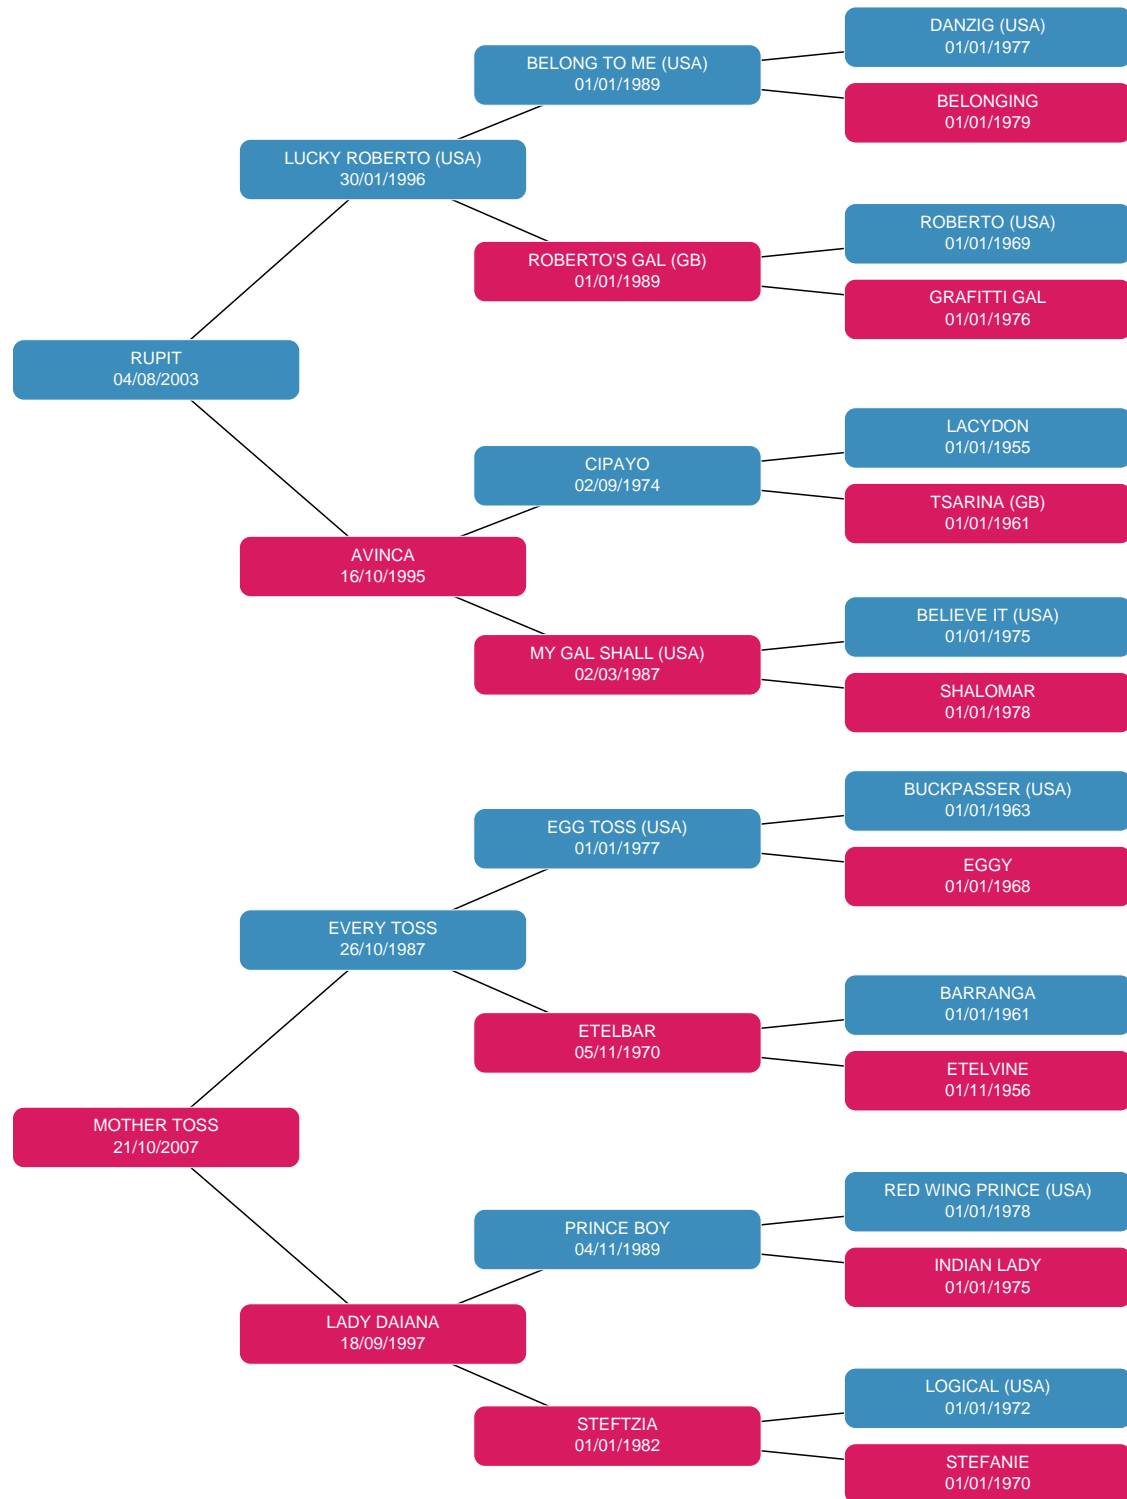 DANZIG (USA)
01/01/1977
BELONG TO ME (USA)
01/01/1989
BELONGING
01/01/1979
LUCKY ROBERTO (USA)
30/01/1996
ROBERTO (USA)
01/01/1969
ROBERTO'S GAL (GB)
01/01/1989
GRAFITTI GAL
01/01/1976
RUPIT
04/08/2003
LACYDON
01/01/1955
CIPAYO
02/09/1974
TSARINA (GB)
01/01/1961
AVINCA
16/10/1995
BELIEVE IT (USA)
01/01/1975
MY GAL SHALL (USA)
02/03/1987
SHALOMAR
01/01/1978
BUCKPASSER (USA)
01/01/1963
EGG TOSS (USA)
01/01/1977
EGGY
01/01/1968
EVERY TOSS
26/10/1987
BARRANGA
01/01/1961
ETELBAR
05/11/1970
ETELVINE
01/11/1956
MOTHER TOSS
21/10/2007
RED WING PRINCE (USA)
01/01/1978
PRINCE BOY
04/11/1989
INDIAN LADY
01/01/1975
LADY DAIANA
18/09/1997
LOGICAL (USA)
01/01/1972
STEFTZIA
01/01/1982
STEFANIE
01/01/1970